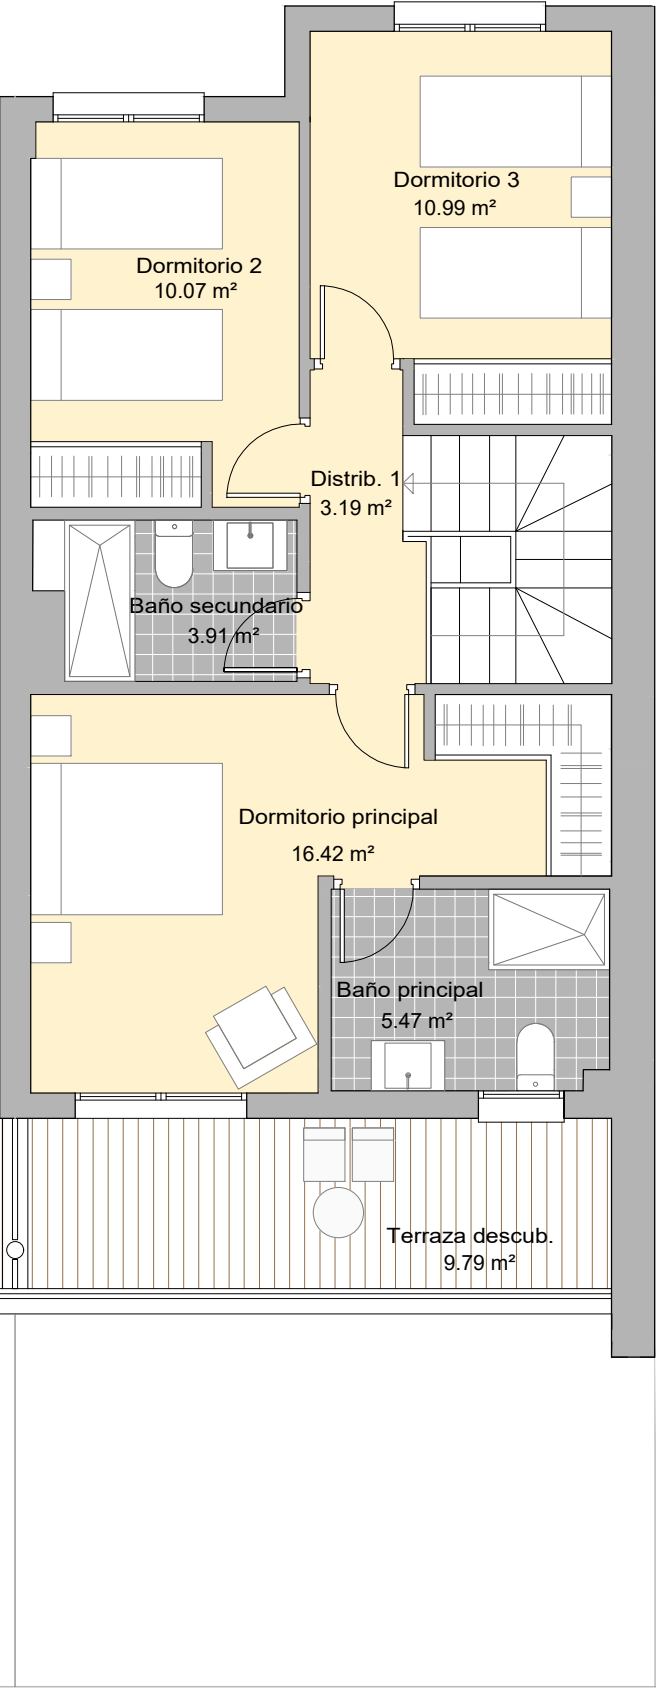 Dormitorio 3
10.99 m²
Dormitorio 2
10.07 m²
Distrib. 1
3.19 m²
Baño secundario
3.91 m²
Dormitorio principal
16.42 m²
Baño principal
5.47 m²
Terraza descub.
9.79 m²